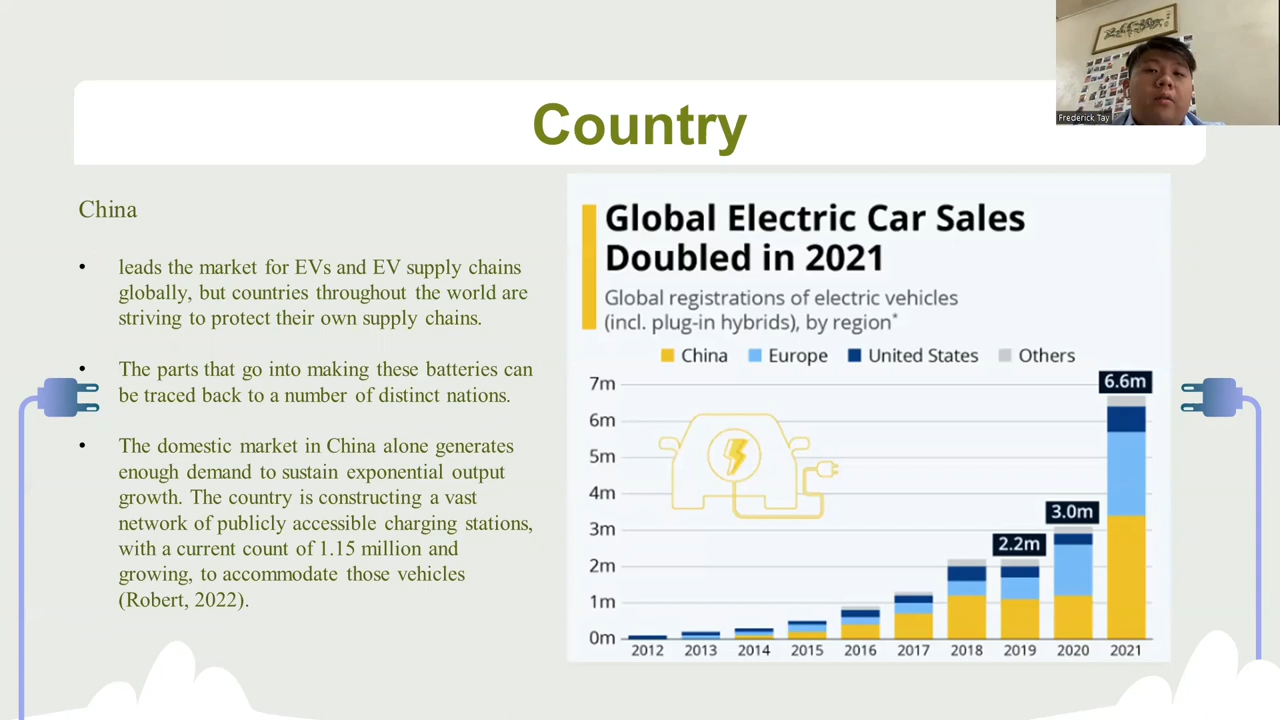 Country
Frederick Tay
China
• leads the market for EVs and EV supply chains
globally, but countries throughout the world are
striving to protect their own supply chains.
• The parts that go into making these batteries can
be traced back to a number of distinct nations.
• The domestic market in China alone generates
enough demand to sustain exponential output
growth. The country is constructing a vast
network of publicly accessible charging stations,
with a current count of 1.15 million and
growing, to accommodate those vehicles
(Robert, 2022).
Global Electric Car Sales
Doubled in 2021
Global registrations of electric vehicles
(incl. plug-in hybrids), by region*
China Europe United States Others
7m
6m
5m
4m
3m
2m
1m
0m
6.6m
3.0m
2.2m
2012 2013 2014 2015 2016 2017 2018 2019 2020 2021